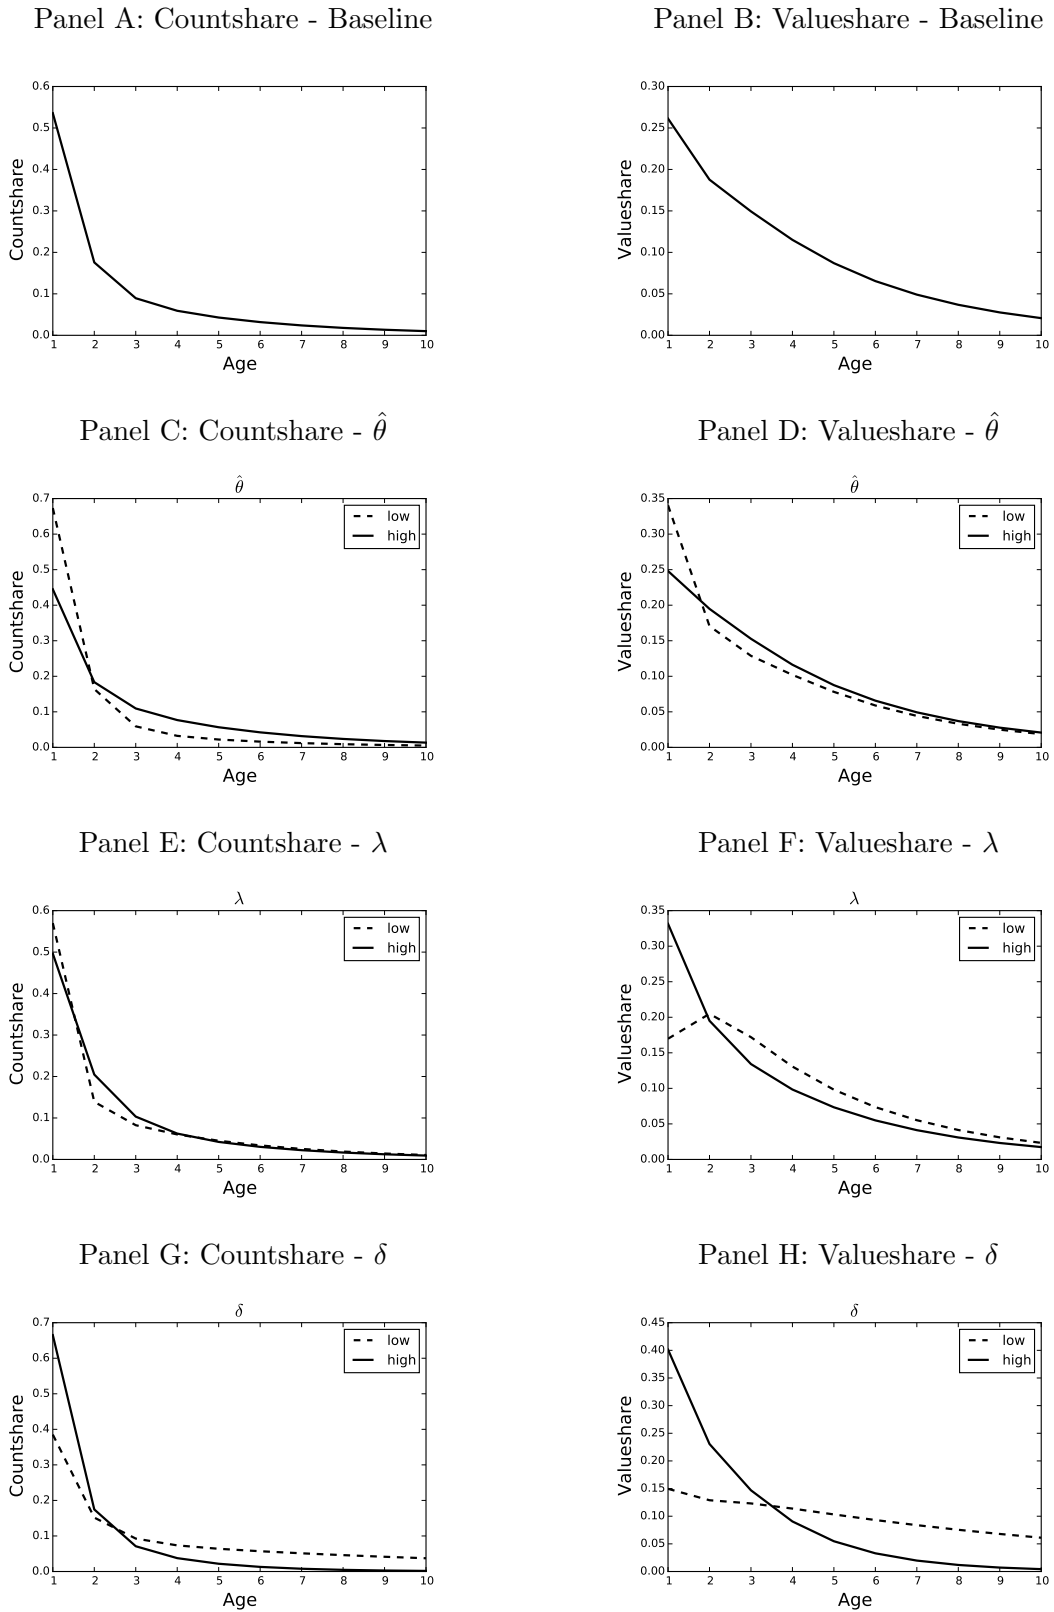 Panel A: Countshare - Baseline
0.6
0.5
0.4
0.3
0.2
0.1
0.0
Countshare
1 2 3 4 5 6 7 8 9 10
Age
Panel B: Valueshare - Baseline
0.30
0.25
0.20
0.15
0.10
0.05
0.00
Valueshare
1 2 3 4 5 6 7 8 9 10
Age
Panel C: Countshare - θ̂
θ̂
0.7
0.6
0.5
0.4
0.3
0.2
0.1
0.0
Countshare
low
high
1 2 3 4 5 6 7 8 9 10
Age
Panel D: Valueshare - θ̂
θ̂
0.35
0.30
0.25
0.20
0.15
0.10
0.05
0.00
Valueshare
low
high
1 2 3 4 5 6 7 8 9 10
Age
Panel E: Countshare - λ
λ
0.6
0.5
0.4
0.3
0.2
0.1
0.0
Countshare
low
high
1 2 3 4 5 6 7 8 9 10
Age
Panel F: Valueshare - λ
λ
0.35
0.30
0.25
0.20
0.15
0.10
0.05
0.00
Valueshare
low
high
1 2 3 4 5 6 7 8 9 10
Age
Panel G: Countshare - δ
δ
0.7
0.6
0.5
0.4
0.3
0.2
0.1
0.0
Countshare
low
high
1 2 3 4 5 6 7 8 9 10
Age
Panel H: Valueshare - δ
δ
0.45
0.40
0.35
0.30
0.25
0.20
0.15
0.10
0.05
0.00
Valueshare
low
high
1 2 3 4 5 6 7 8 9 10
Age